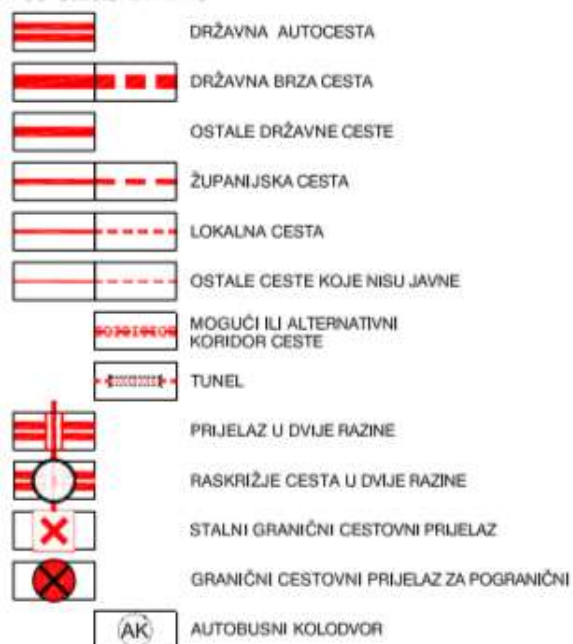 DRŽAVNA AUTOCESTA
DRŽAVNA BRZA CESTA
OSTALE DRŽAVNE CESTE
ŽUPANIJSKA CESTA
LOKALNA CESTA
OSTALE CESTE KOJE NISU JAVNE
MOGUĆI ILI ALTERNATIVNI
KORIDOR CESTE
TUNEL
PRIJELAZ U DVIJE RAZINE
RASKRIŽJE CESTA U DVIJE RAZINE
STALNI GRANIČNI CESTOVNI PRIJELAZ
GRANIČNI CESTOVNI PRIJELAZ ZA POGRANIČNI
AK AUTOBUSNI KOLODVOR